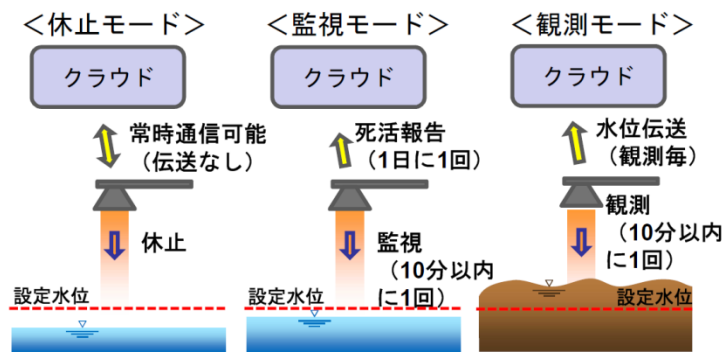 ＜休止モード＞
クラウド
常時通信可能
（伝送なし）
休止
設定水位
＜監視モード＞
クラウド
死活報告
（1日に1回）
監視
（10分以内
に1回）
設定水位
＜観測モード＞
クラウド
水位伝送
（観測毎）
観測
（10分以内
に1回）
設定水位